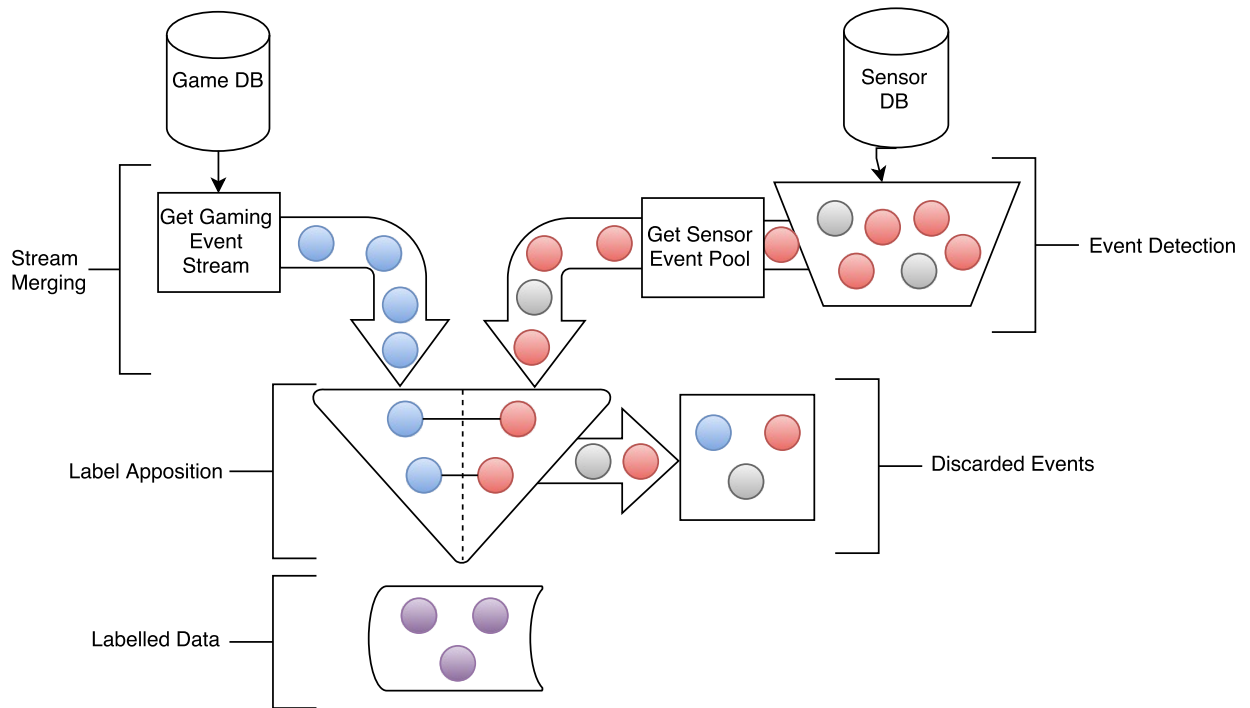 Game DB
Sensor
DB
Get Gaming
Event
Stream
Get Sensor
Event Pool
Stream
Merging
Event Detection
Label Apposition
Discarded Events
Labelled Data